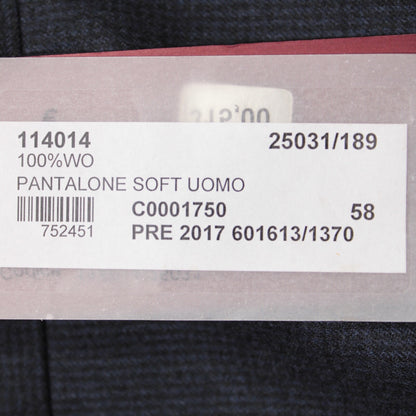 114014 25031/189
100%WO
PANTALONE SOFT UOMO
C0001750 58
752451 PRE 2017 601613/1370